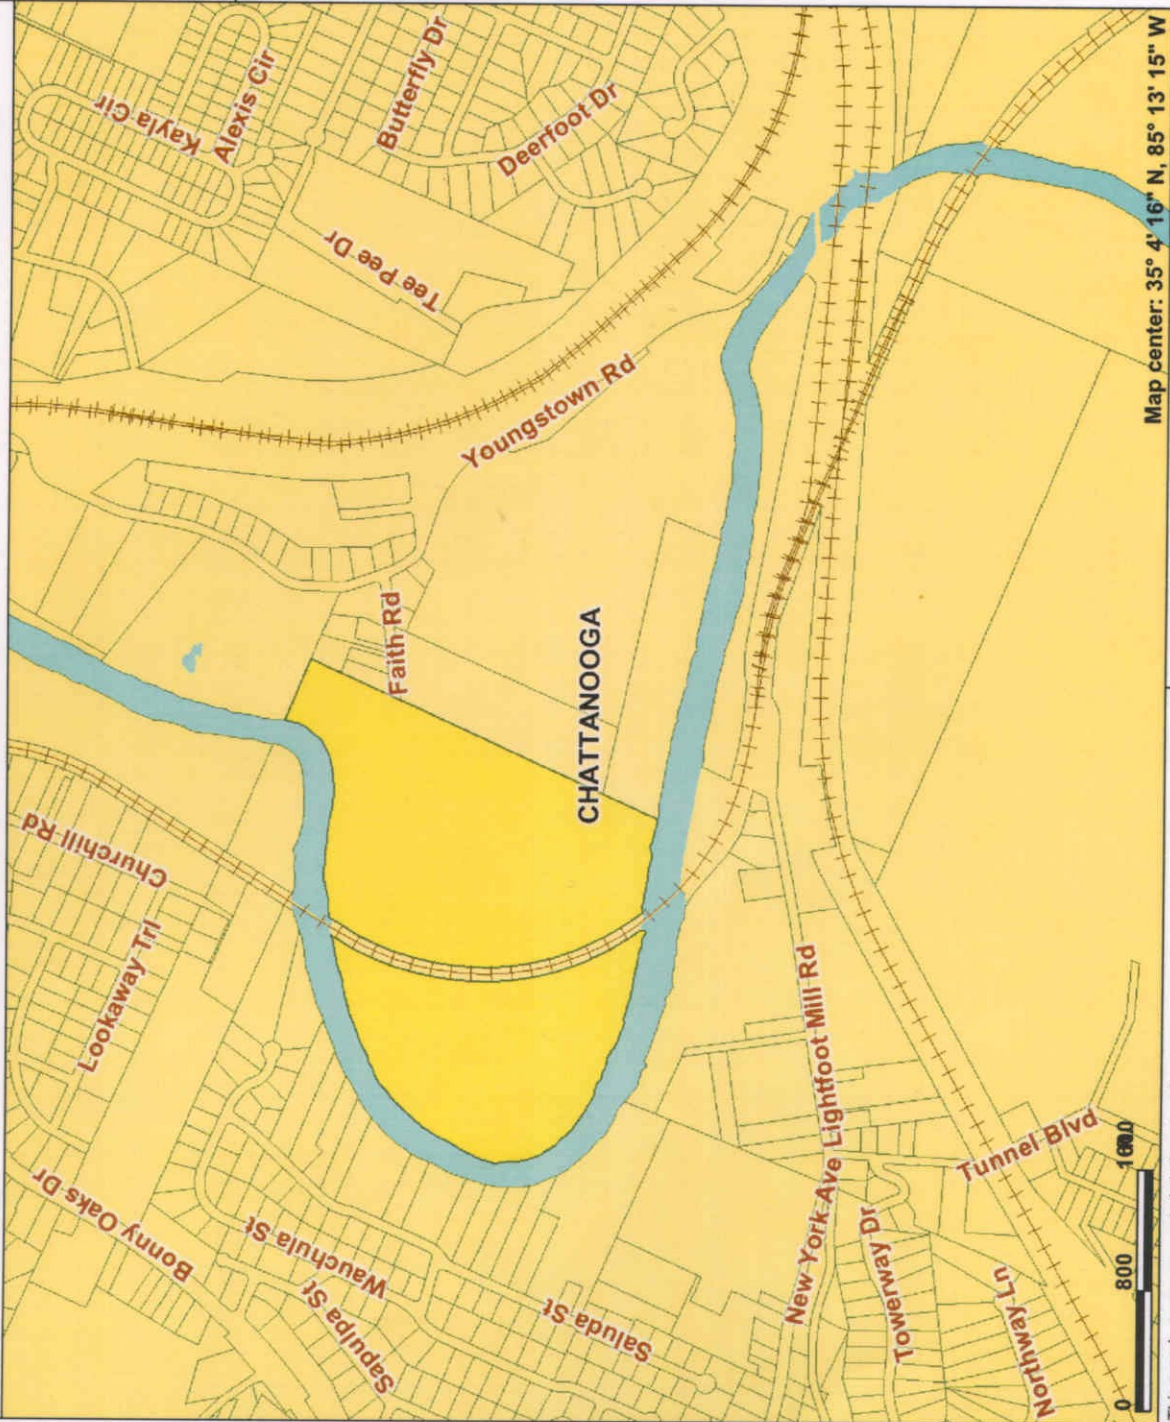 Bonny Oaks Dr
Lookaway Trl
Churchill Rd
Kayla Cir
Alexis Cir
Butterfly Dr
Deerfoot Dr
Tee Pee Dr
Sapulpa St
Wauchula St
Saluda St
Faith Rd
Youngstown Rd
CHATTANOOGA
New York Ave
Lightfoot Mill Rd
Towerway Dr
Northway Ln
Tunnel Blvd
0 800
Map center: 35° 4' 16" N, 85° 13' 15" W